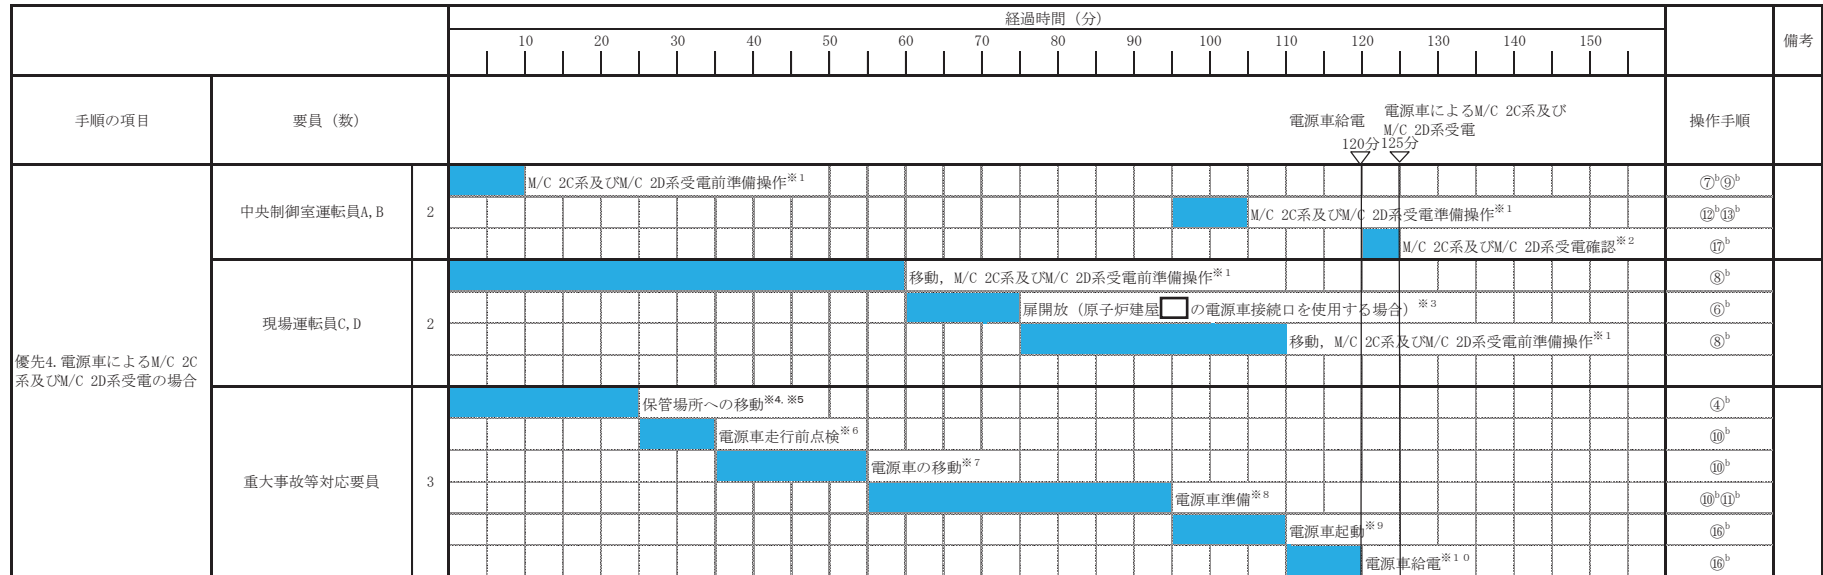 経過時間（分）
10 20 30 40 50 60 70 80 90 100 110 120 130 140 150
備考
手順の項目
要員（数）
電源車給電
電源車によるM/C 2C系及び
M/C 2D系受電
120分 125分
操作手順
優先4.電源車によるM/C 2C
系及びM/C 2D系受電の場合
中央制御室運転員A,B
2
M/C 2C系及びM/C 2D系受電前準備操作※1
⑦b⑨b
M/C 2C系及びM/C 2D系受電準備操作※1
⑫b⑬b
M/C 2C系及びM/C 2D系受電確認※2
⑰b
現場運転員C,D
2
移動，M/C 2C系及びM/C 2D系受電前準備操作※1
⑧b
扉開放（原子炉建屋 の電源車接続口を使用する場合）※3
⑥b
移動，M/C 2C系及びM/C 2D系受電前準備操作※1
⑧b
重大事故等対応要員
3
保管場所への移動※4，※5
④b
電源車走行前点検※6
⑩b
電源車の移動※7
⑩b
電源車準備※8
⑩b⑪b
電源車起動※9
⑯b
電源車給電※10
⑯b